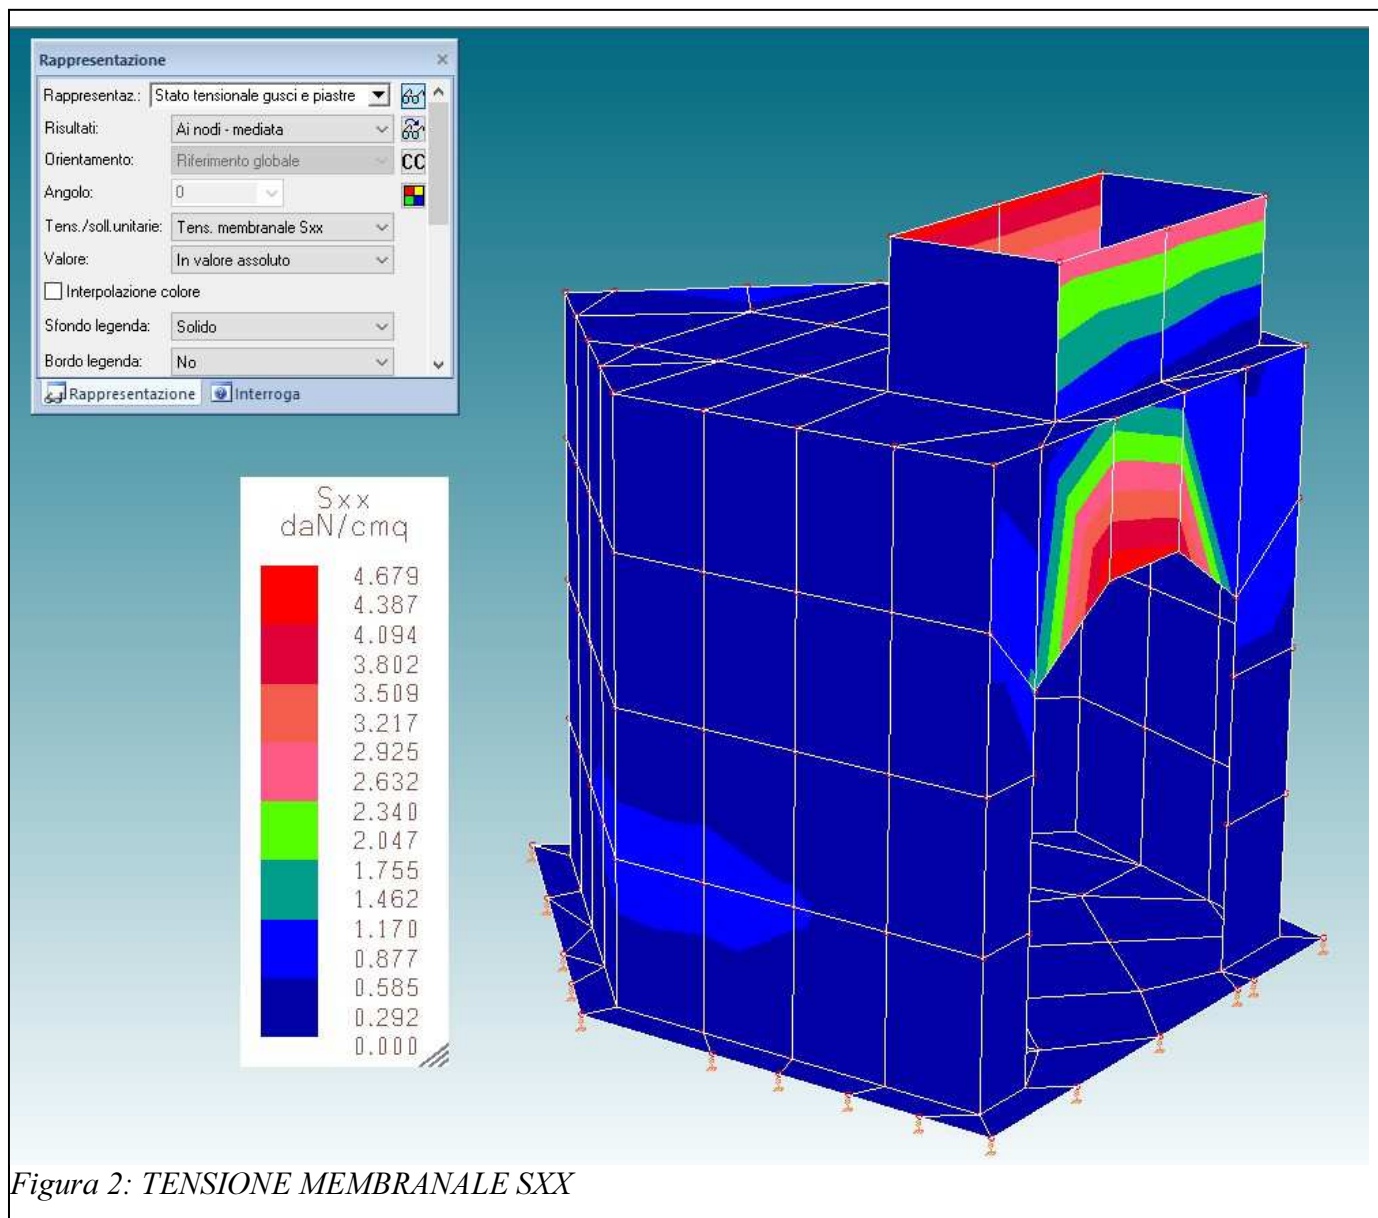 Rappresentazione
Rappresentaz.: Stato tensionale gusci e piastre
Risultati: Ai nodi - mediata
Orientamento: Riferimento globale
CC
Angolo: 0
Tens./soll.unitarie: Tens. membranale Sxx
Valore: In valore assoluto
Interpolazione colore
Sfondo legenda: Solido
Bordo legenda: No
Rappresentazione Interroga
Sxx
daN/cmq
4.679
4.387
4.094
3.802
3.509
3.217
2.925
2.632
2.340
2.047
1.755
1.462
1.170
0.877
0.585
0.292
0.000
Figura 2: TENSIONE MEMBRANALE SXX